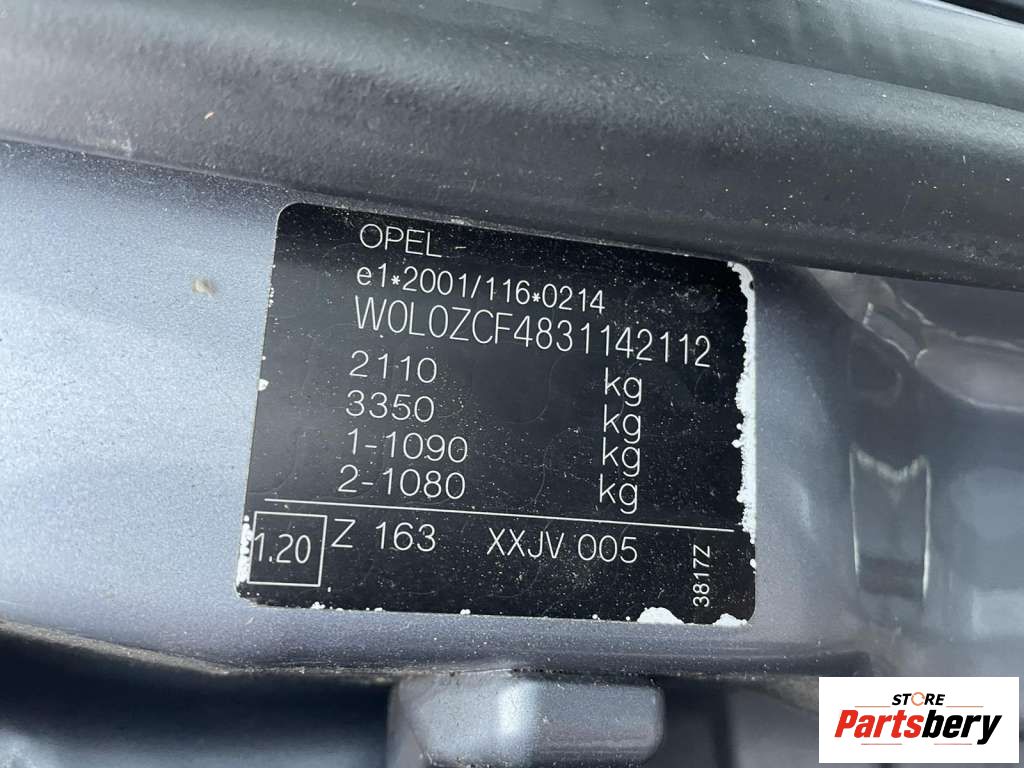 OPEL
e1*2001/116*0214
W0L0ZCF4831142112
2110 kg
3350 kg
1-1090 kg
2-1080 kg
1.20 Z 163 XXJV 005
3817Z
STORE
Partsbery